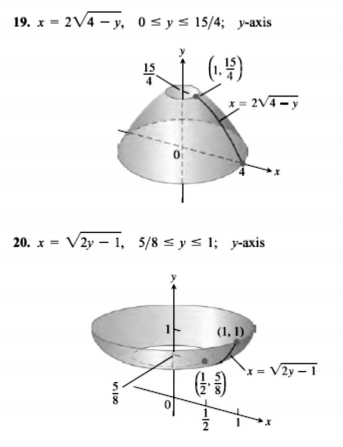 19. x = 2√(4 − y), 0 ≤ y ≤ 15/4; y-axis
y
15/4
(1, 15/4)
x = 2√(4 − y)
0
4
x
20. x = √(2y − 1), 5/8 ≤ y ≤ 1; y-axis
y
1
(1, 1)
(1/2, 5/8)
x = √(2y − 1)
5/8
0
1/2
1
x